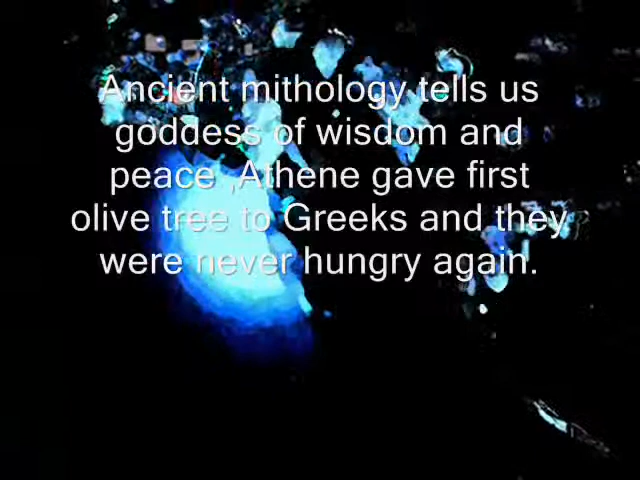 Ancient mithology tells us
goddess of wisdom and
peace ,Athene gave first
olive tree to Greeks and they
were never hungry again.